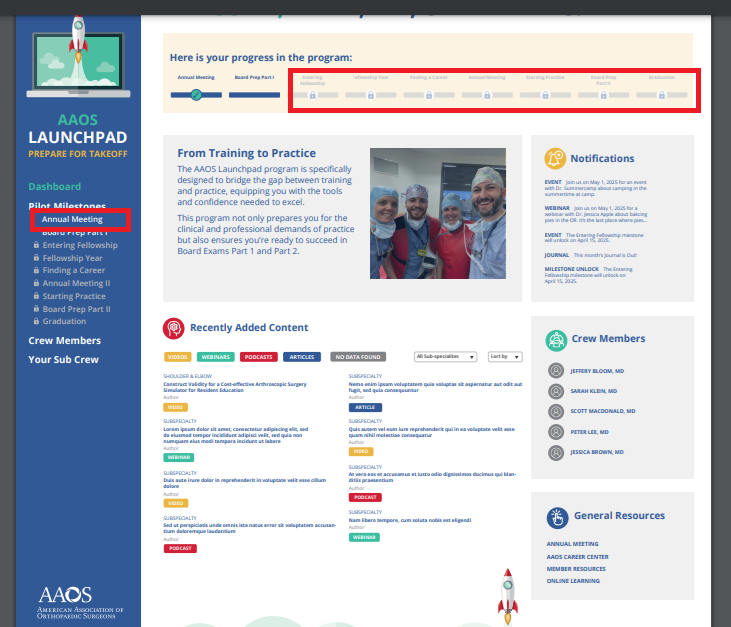 AAOS
LAUNCHPAD
PREPARE FOR TAKEOFF
Dashboard
Pilot Milestones
Annual Meeting
Board Prep Part I
Entering Fellowship
Fellowship Year
Finding a Career
Annual Meeting II
Starting Practice
Board Prep Part II
Graduation
Crew Members
Your Sub Crew
AAOS
AMERICAN ASSOCIATION OF
ORTHOPAEDIC SURGEONS
Here is your progress in the program:
Annual Meeting
Board Prep Part I
Entering
Fellowship
Fellowship Year
Finding a Career
Annual Meeting
Starting Practice
Board Prep
Part II
Graduation
From Training to Practice
The AAOS Launchpad program is specifically
designed to bridge the gap between training
and practice, equipping you with the tools
and confidence needed to excel.
This program not only prepares you for the
clinical and professional demands of practice
but also ensures you're ready to succeed in
Board Exams Part 1 and Part 2.
Notifications
EVENT Join us on May 1, 2025 for an event
with Dr. Summercamp about camping in the
summertime at camp.
WEBINAR Join us on May 1, 2025 for a
webinar with Dr. Jessica Apple about bakcing
pies in the OR. It's the last place where pies...
EVENT The Entering Fellowship milestone
will unlock on April 15, 2025.
JOURNAL This month's Journal is Out!
MILESTONE UNLOCK The Entering
Fellowship milestone will unlock on
April 15, 2025.
Recently Added Content
VIDEOS
WEBINARS
PODCASTS
ARTICLES
NO DATA FOUND
All Sub-specialites
Sort by
SHOULDER & ELBOW
Construct Validity for a Cost-effective Arthroscopic Surgery
Simulator for Resident Education
Author
VIDEO
SUBSPECIALTY
Lorem ipsum dolor sit amet, consectetur adipiscing elit, sed
do eiusmod tempor incididunt adipisci velit, sed quia non
numquam eius modi tempora incidunt ut labore
Author
WEBINAR
SUBSPECIALTY
Duis aute irure dolor in reprehenderit in voluptate velit esse cillum
dolore
Author
VIDEO
SUBSPECIALTY
Sed ut perspiciatis unde omnis iste natus error sit voluptatem accusan-
tium doloremque laudantium
Author
PODCAST
SUBSPECIALTY
Nemo enim ipsam voluptatem quia voluptas sit aspernatur aut odit aut
fugit, sed quia consequuntur
Author
ARTICLE
SUBSPECIALTY
Quis autem vel eum iure reprehenderit qui in ea voluptate velit esse
quam nihil molestiae consequatur
Author
VIDEO
SUBSPECIALTY
At vero eos et accusamus et iusto odio dignissimos ducimus qui blan-
ditiis praesentium
Author
PODCAST
SUBSPECIALTY
Nam libero tempore, cum soluta nobis est eligendi
Author
WEBINAR
Crew Members
JEFFERY BLOOM, MD
SARAH KLEIN, MD
SCOTT MACDONALD, MD
PETER LEE, MD
JESSICA BROWN, MD
General Resources
ANNUAL MEETING
AAOS CAREER CENTER
MEMBER RESOURCES
ONLINE LEARNING